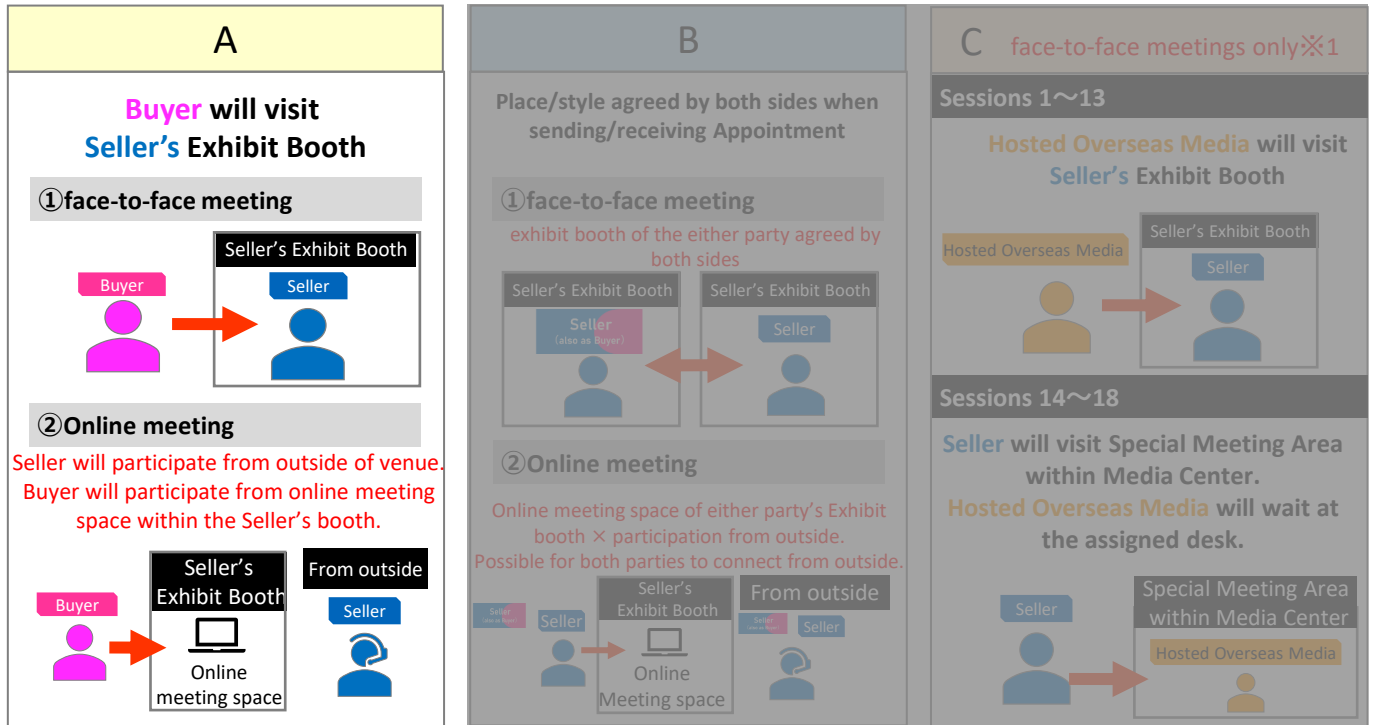 A
Buyer will visit
Seller's Exhibit Booth
①face-to-face meeting
Seller's Exhibit Booth
Buyer
Seller
②Online meeting
Seller will participate from outside of venue.
Buyer will participate from online meeting
space within the Seller's booth.
Seller's
Exhibit Booth
From outside
Buyer
Seller
Online
meeting space
B
Place/style agreed by both sides when
sending/receiving Appointment
①face-to-face meeting
exhibit booth of the either party agreed by
both sides
Seller's Exhibit Booth
Seller's Exhibit Booth
Seller
(also as Buyer)
Seller
②Online meeting
Online meeting space of either party's Exhibit
booth × participation from outside.
Possible for both parties to connect from outside.
Seller's
Exhibit Booth
From outside
Seller
(also as Buyer)
Seller
Seller
(also as Buyer)
Seller
Online
Meeting space
C face-to-face meetings only※1
Sessions 1～13
Hosted Overseas Media will visit
Seller's Exhibit Booth
Seller's Exhibit Booth
Hosted Overseas Media
Seller
Sessions 14～18
Seller will visit Special Meeting Area
within Media Center.
Hosted Overseas Media will wait at
the assigned desk.
Special Meeting Area
within Media Center
Seller
Hosted Overseas Media